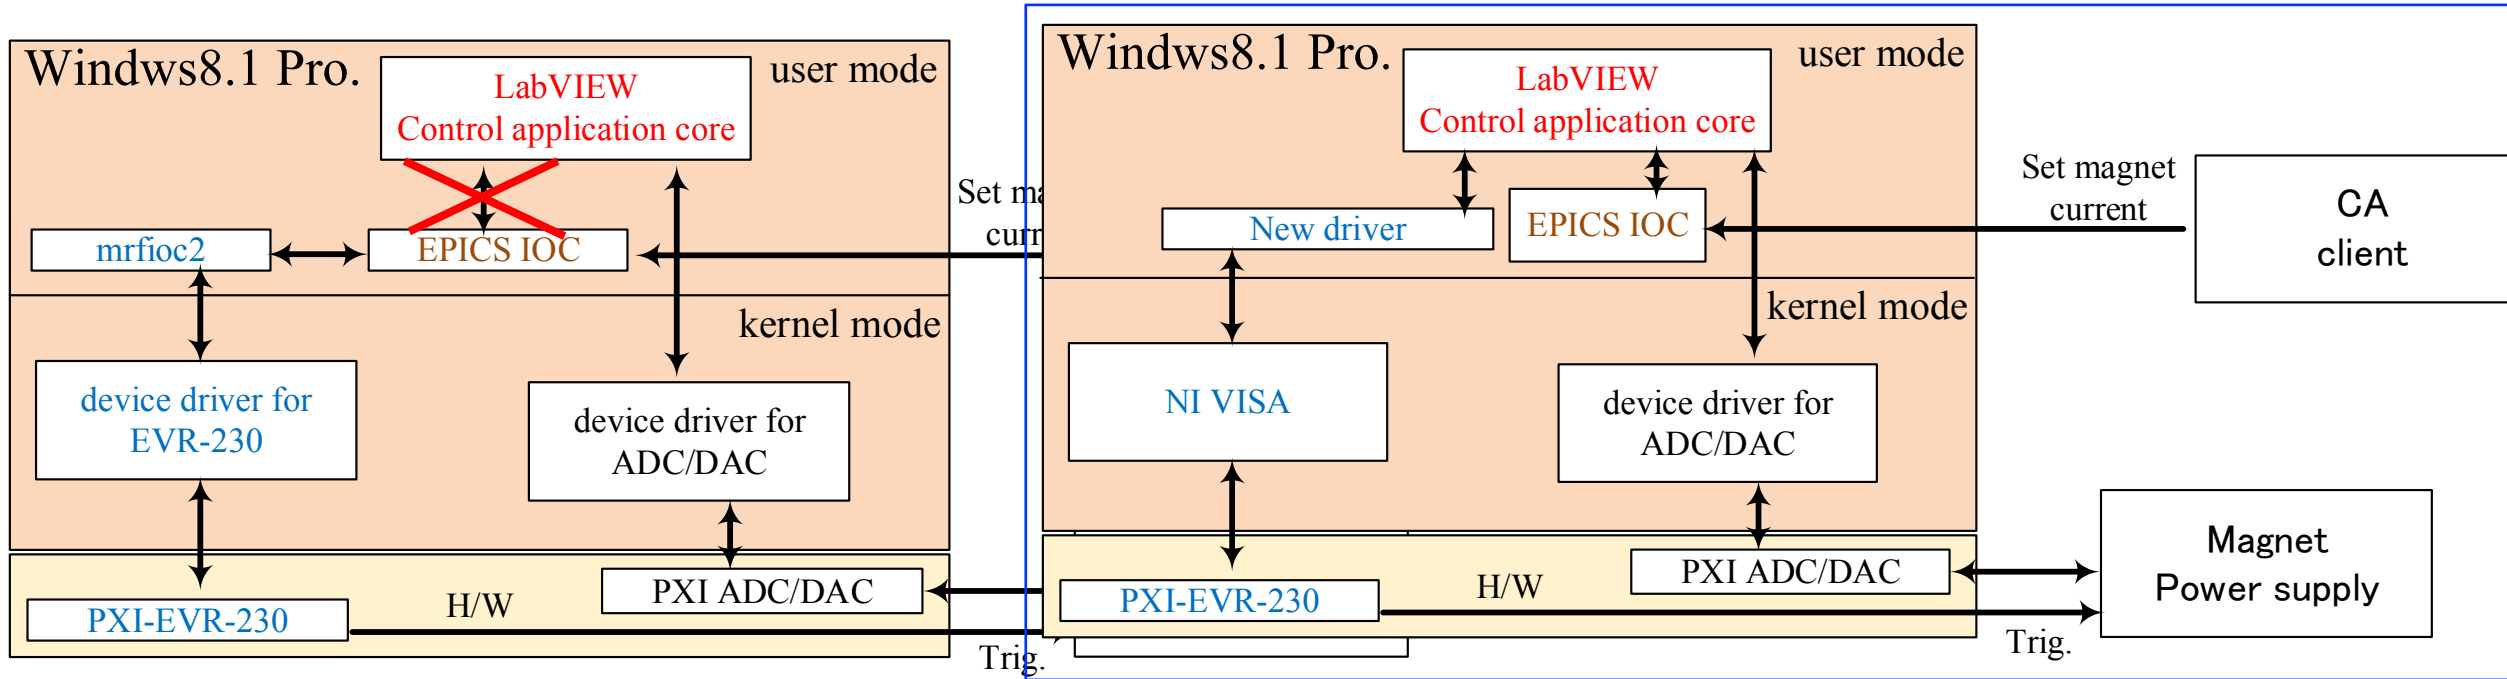 Windws8.1 Pro.
user mode
LabVIEW
Control application core
mrfioc2
EPICS IOC
kernel mode
device driver for
EVR-230
device driver for
ADC/DAC
PXI ADC/DAC
H/W
PXI-EVR-230
Trig.
Set ma
curr
Windws8.1 Pro.
user mode
LabVIEW
Control application core
New driver
EPICS IOC
Set magnet
current
CA
client
kernel mode
NI VISA
device driver for
ADC/DAC
PXI ADC/DAC
H/W
PXI-EVR-230
Trig.
Magnet
Power supply